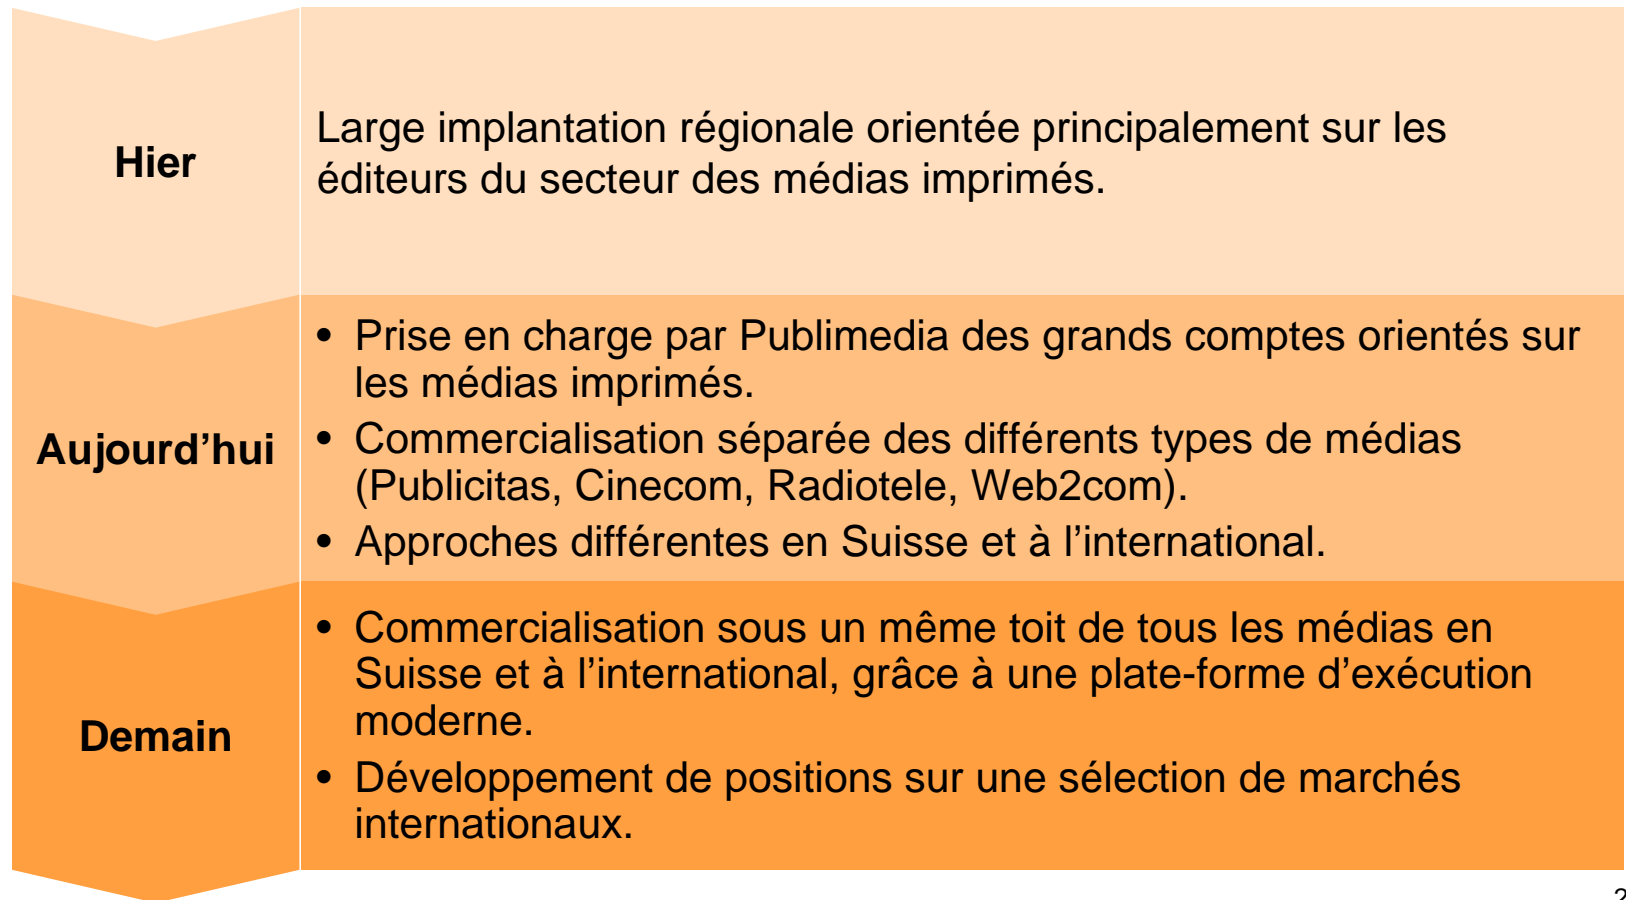 Hier
Large implantation régionale orientée principalement sur les
éditeurs du secteur des médias imprimés.
Aujourd’hui
• Prise en charge par Publimedia des grands comptes orientés sur
les médias imprimés.
• Commercialisation séparée des différents types de médias
(Publicitas, Cinecom, Radiotele, Web2com).
• Approches différentes en Suisse et à l’international.
Demain
• Commercialisation sous un même toit de tous les médias en
Suisse et à l’international, grâce à une plate-forme d’exécution
moderne.
• Développement de positions sur une sélection de marchés
internationaux.